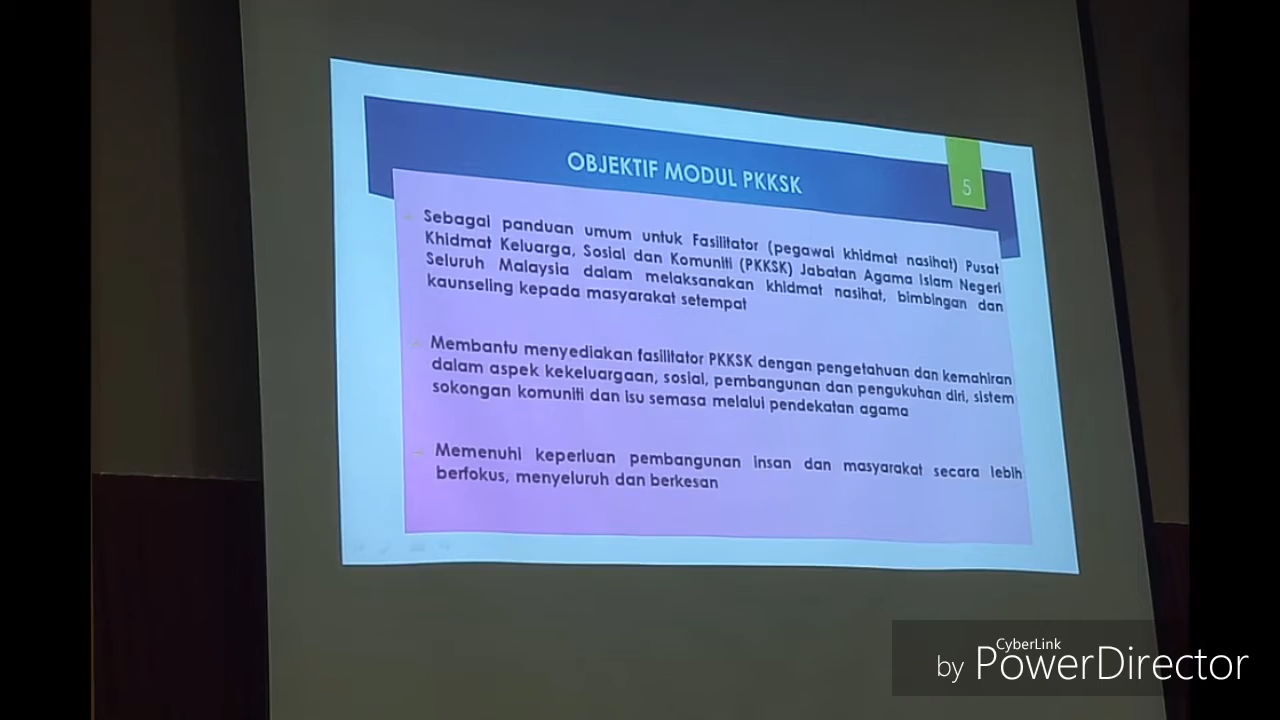 OBJEKTIF MODUL PKKSK
5
Sebagai panduan umum untuk Fasilitator (pegawai khidmat nasihat) Pusat
Khidmat Keluarga, Sosial dan Komuniti (PKKSK) Jabatan Agama Islam Negeri
Seluruh Malaysia dalam melaksanakan khidmat nasihat, bimbingan dan
kaunseling kepada masyarakat setempat
Membantu menyediakan fasilitator PKKSK dengan pengetahuan dan kemahiran
dalam aspek kekeluargaan, sosial, pembangunan dan pengukuhan diri, sistem
sokongan komuniti dan isu semasa melalui pendekatan agama
Memenuhi keperluan pembangunan insan dan masyarakat secara lebih
berfokus, menyeluruh dan berkesan
CyberLink
by PowerDirector